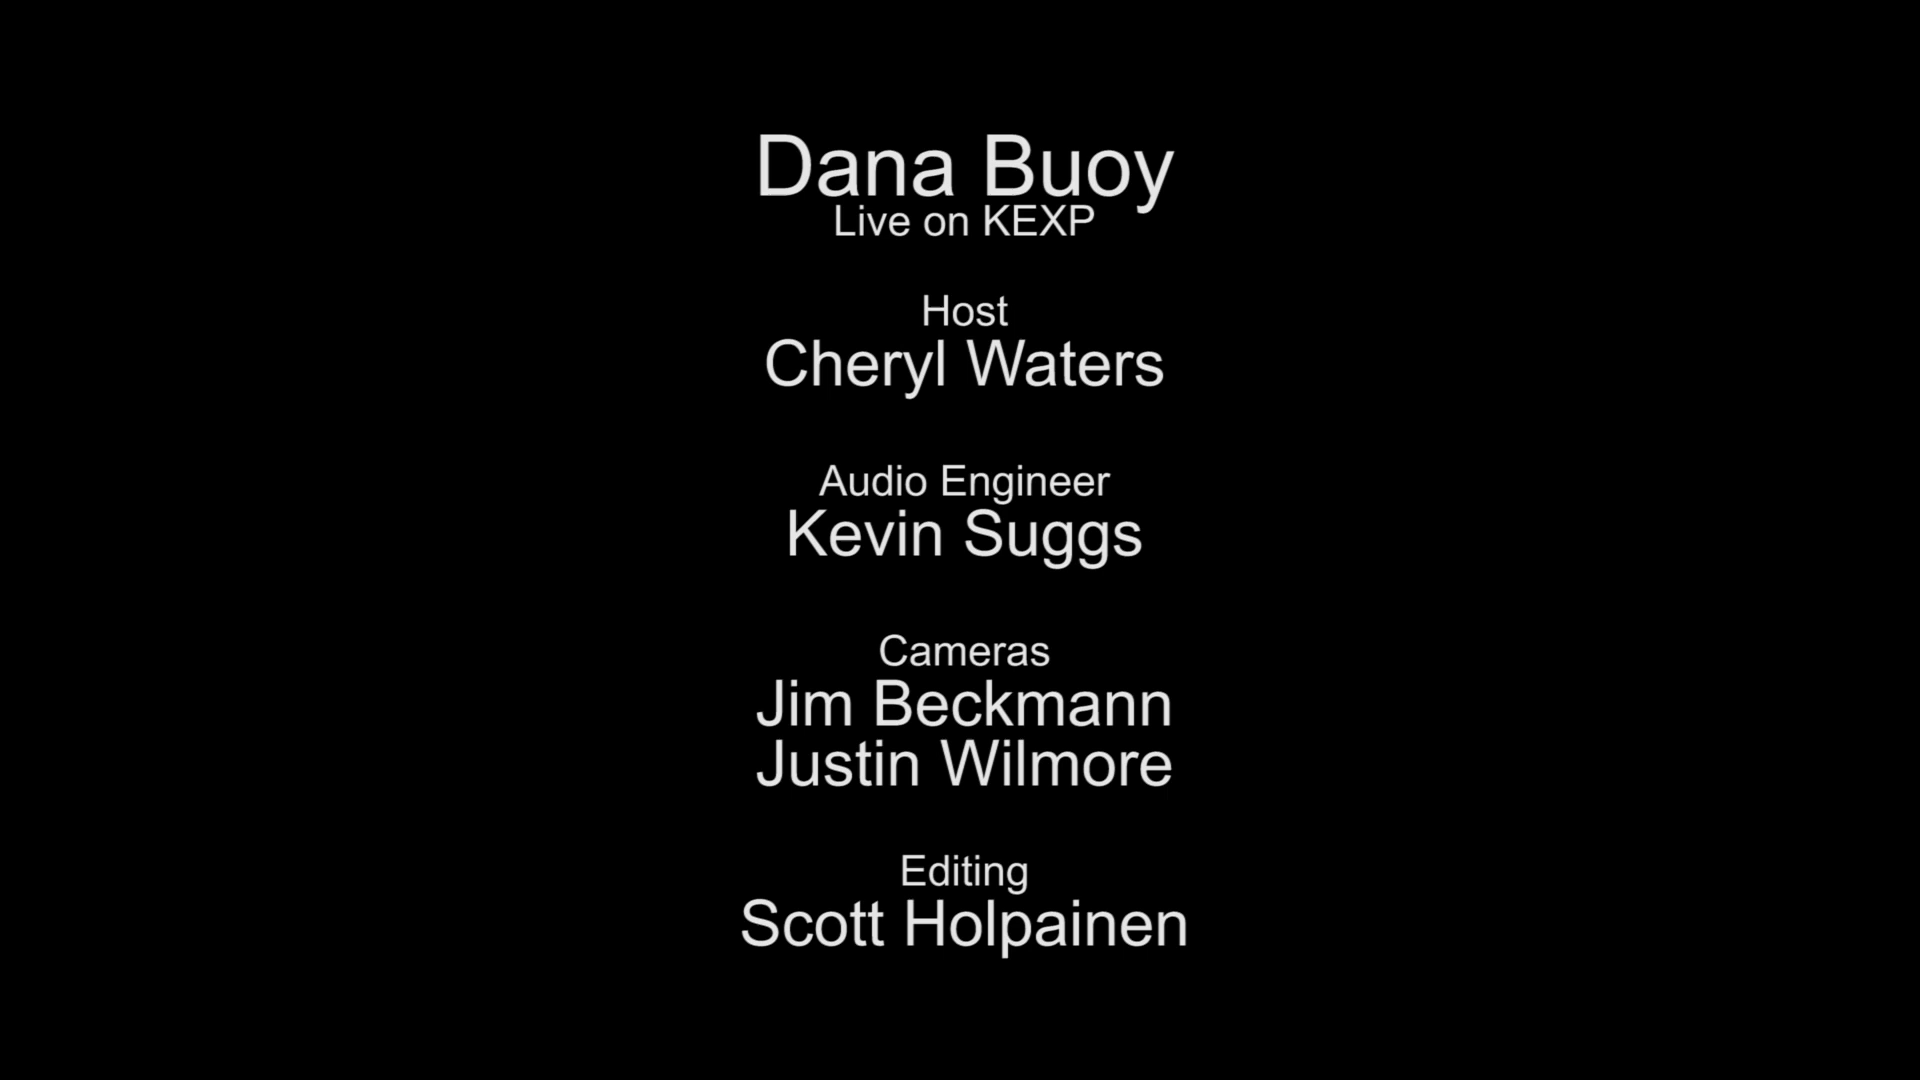 Dana Buoy
Live on KEXP
Host
Cheryl Waters
Audio Engineer
Kevin Suggs
Cameras
Jim Beckmann
Justin Wilmore
Editing
Scott Holpainen